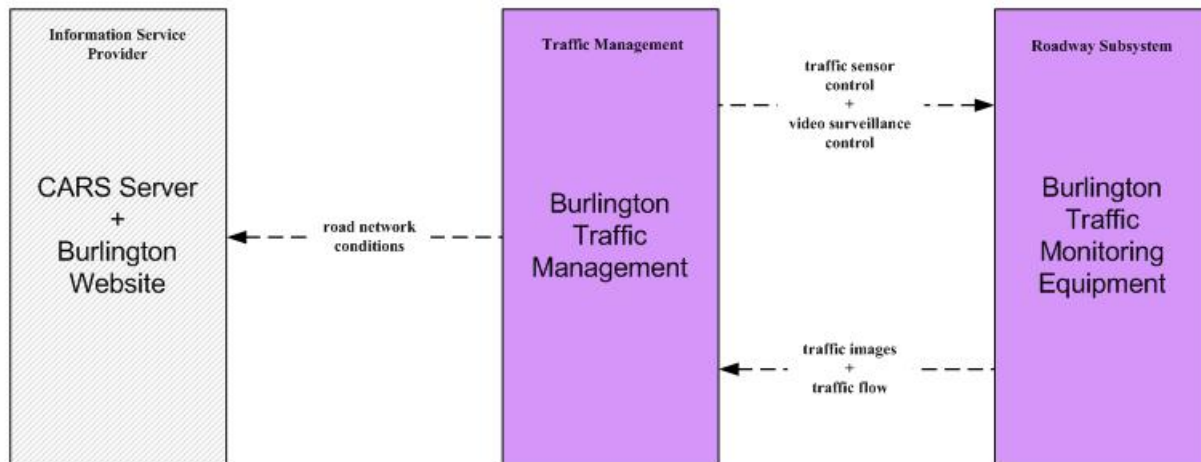 Information Service
Provider
CARS Server
+
Burlington
Website
road network
conditions
Traffic Management
Burlington
Traffic
Management
traffic sensor
control
+
video surveillance
control
traffic images
+
traffic flow
Roadway Subsystem
Burlington
Traffic
Monitoring
Equipment